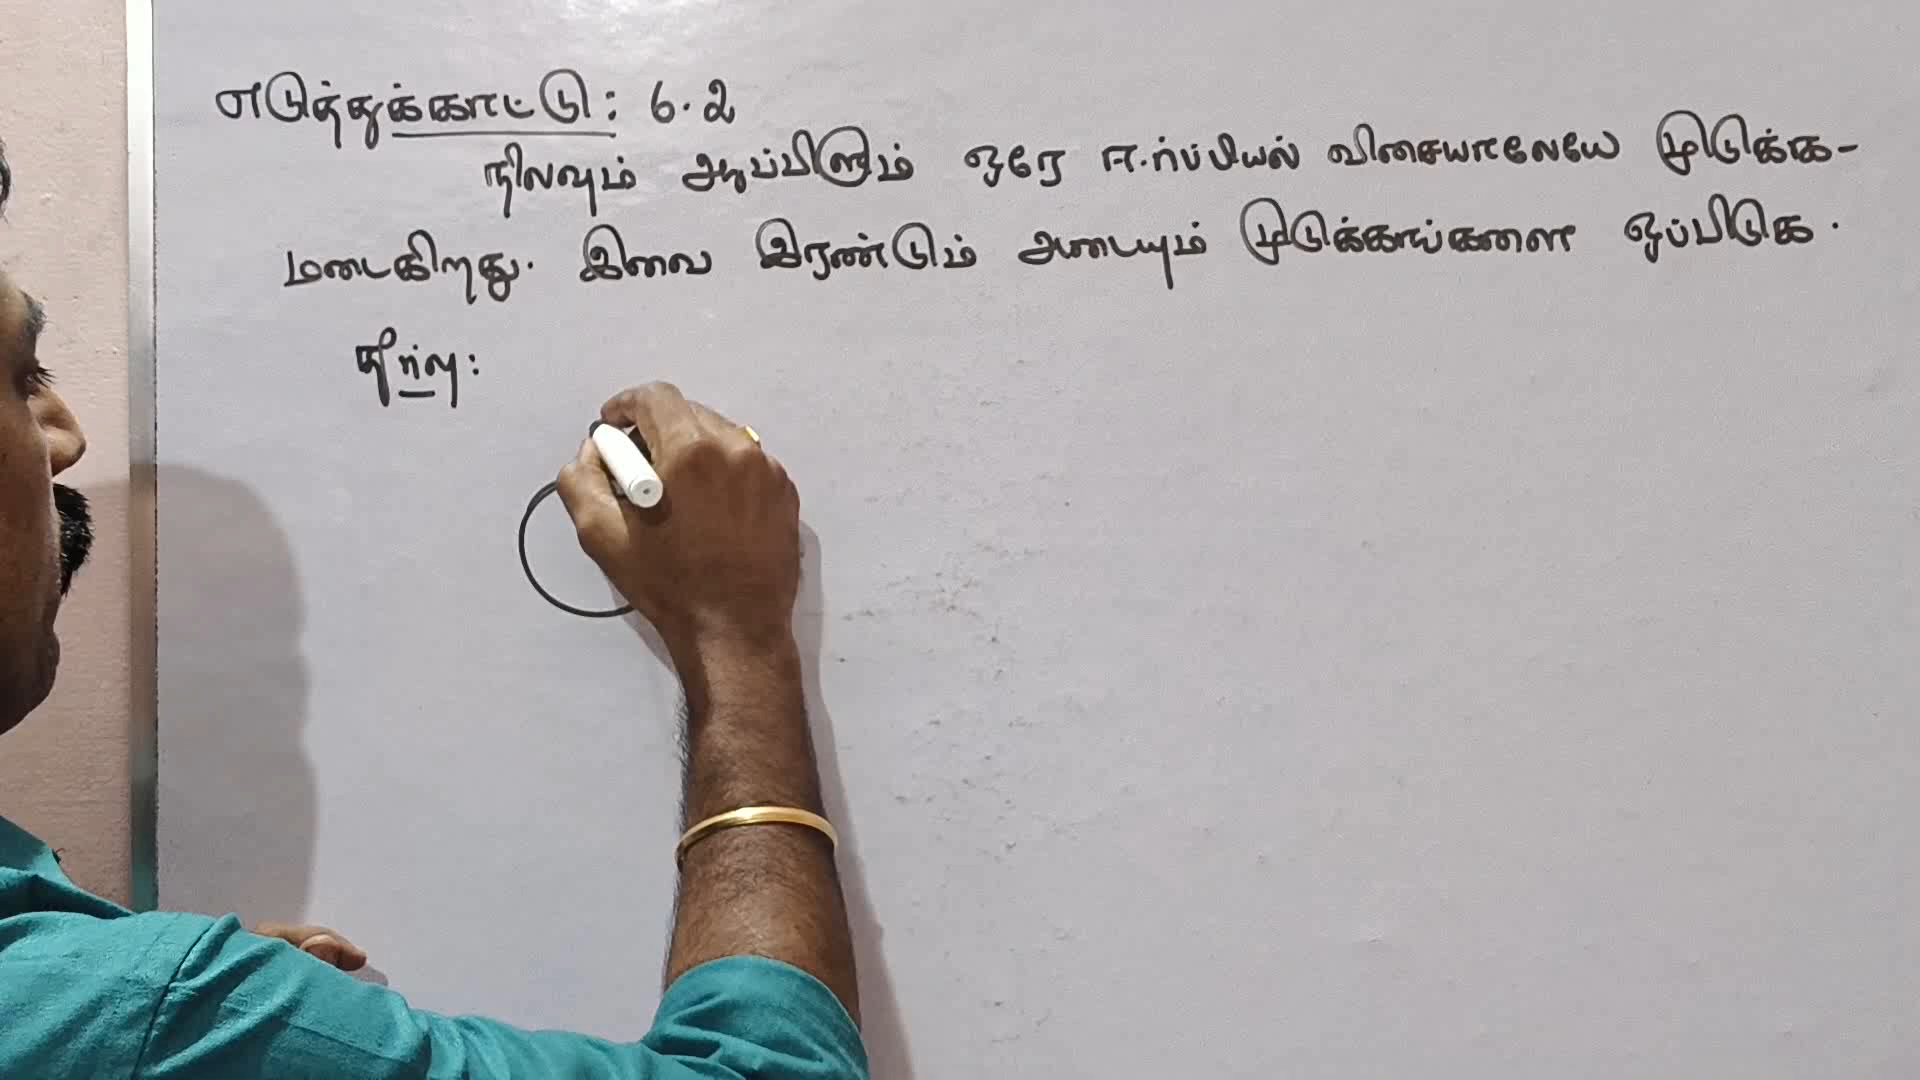 எடுத்துக்காட்டு: 6.2
நிலவும் ஆப்பிளும் ஒரே ஈர்ப்பியல் விசையாலேயே முடுக்க-
மடைகிறது. இவை இரண்டும் அடையும் முடுக்கங்களை ஒப்பிடுக.
தீர்வு: